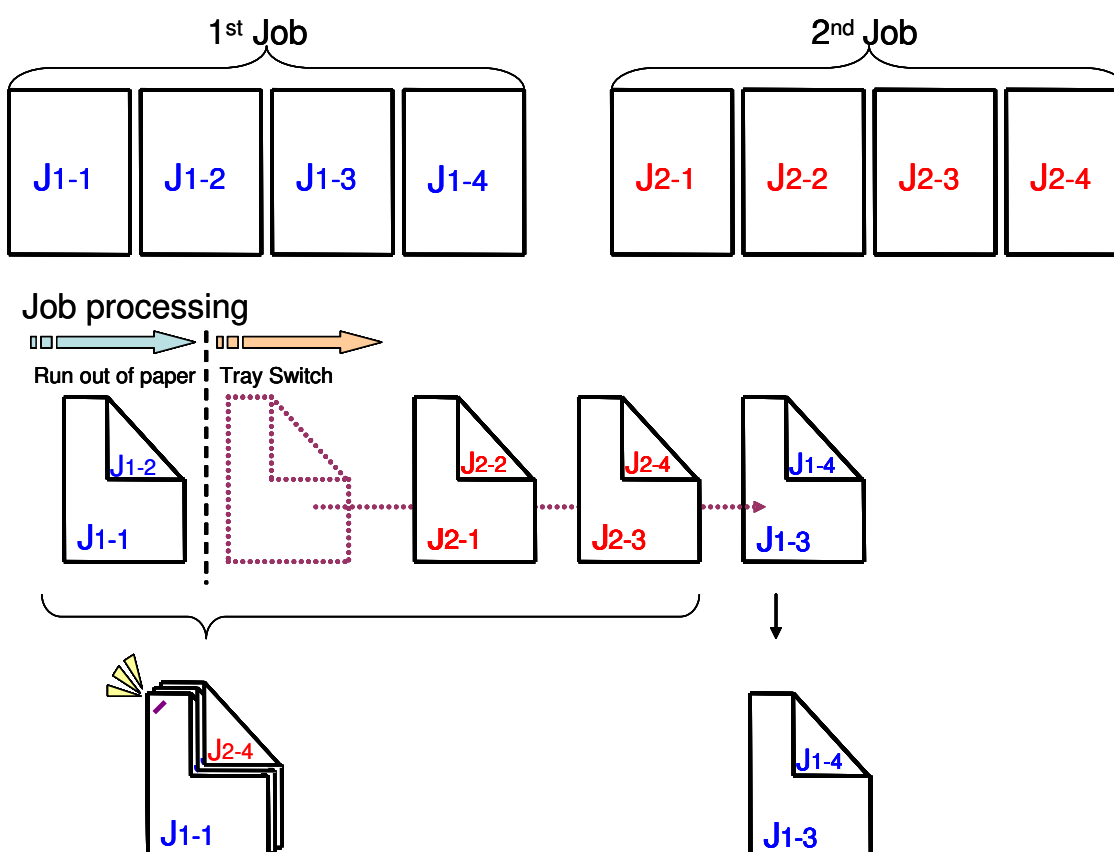 1st Job
2nd Job
J1-1
J1-2
J1-3
J1-4
J2-1
J2-2
J2-3
J2-4
Job processing
Run out of paper
Tray Switch
J1-2
J1-1
J2-2
J2-1
J2-4
J2-3
J1-4
J1-3
J2-4
J1-1
J1-4
J1-3